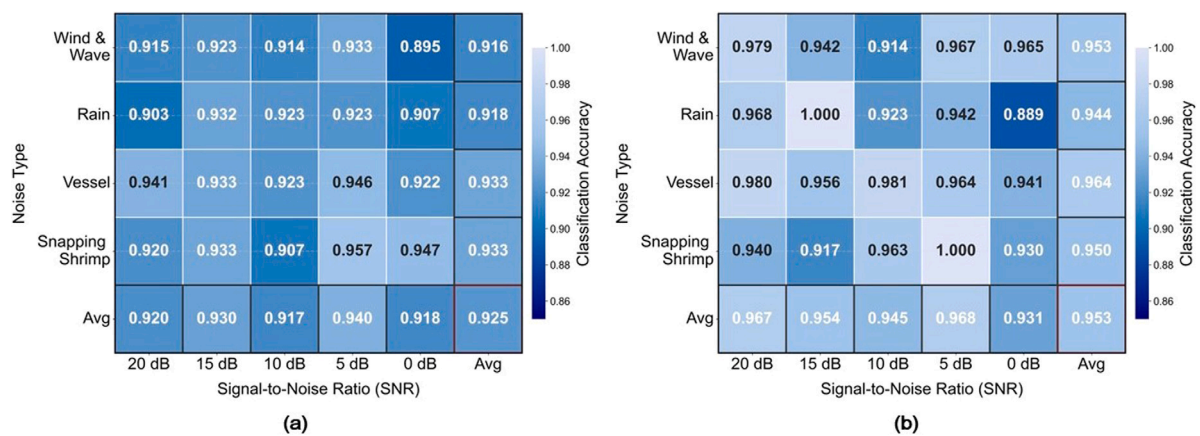 Wind &
Wave
0.915 0.923 0.914 0.933 0.895 0.916
Rain
0.903 0.932 0.923 0.923 0.907 0.918
Vessel
0.941 0.933 0.923 0.946 0.922 0.933
Snapping
Shrimp
0.920 0.933 0.907 0.957 0.947 0.933
Avg
0.920 0.930 0.917 0.940 0.918 0.925
20 dB 15 dB 10 dB 5 dB 0 dB Avg
Signal-to-Noise Ratio (SNR)
Noise Type
1.00
0.98
0.96
0.94
0.92
0.90
0.88
0.86
Classification Accuracy
(a)
Wind &
Wave
0.979 0.942 0.914 0.967 0.965 0.953
Rain
0.968 1.000 0.923 0.942 0.889 0.944
Vessel
0.980 0.956 0.981 0.964 0.941 0.964
Snapping
Shrimp
0.940 0.917 0.963 1.000 0.930 0.950
Avg
0.967 0.954 0.945 0.968 0.931 0.953
20 dB 15 dB 10 dB 5 dB 0 dB Avg
Signal-to-Noise Ratio (SNR)
Noise Type
1.00
0.98
0.96
0.94
0.92
0.90
0.88
0.86
Classification Accuracy
(b)